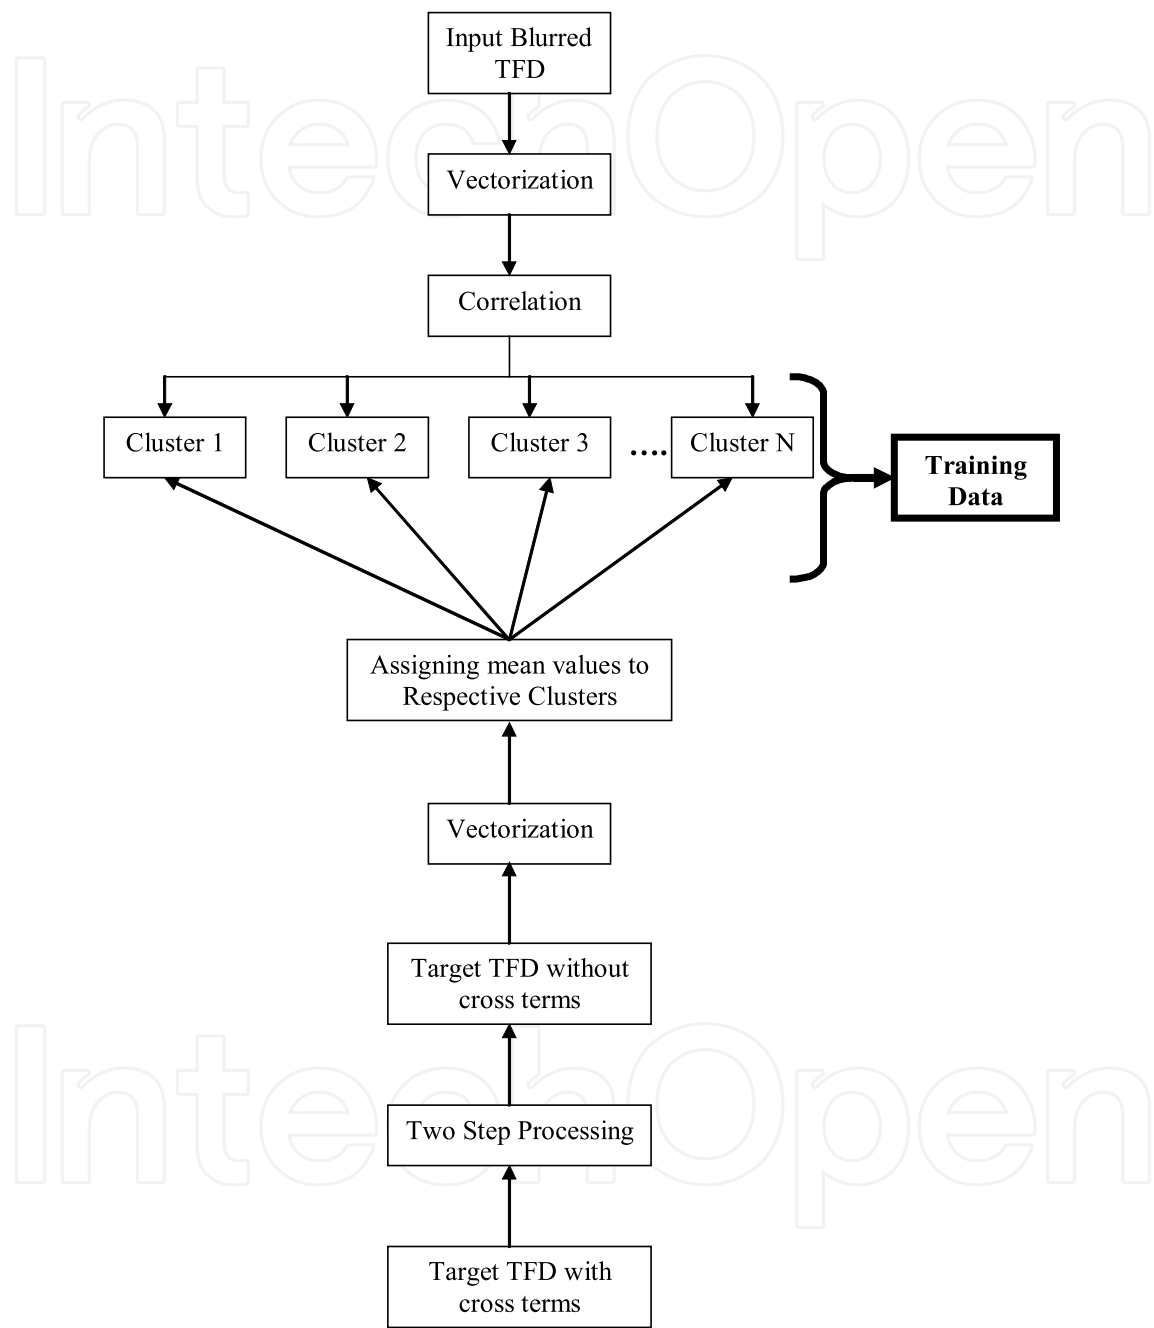 IntechOpen
Input Blurred
TFD
Vectorization
Correlation
Cluster 1
Cluster 2
Cluster 3
....
Cluster N
Training
Data
Assigning mean values to
Respective Clusters
Vectorization
Target TFD without
cross terms
IntechOpen
Two Step Processing
Target TFD with
cross terms